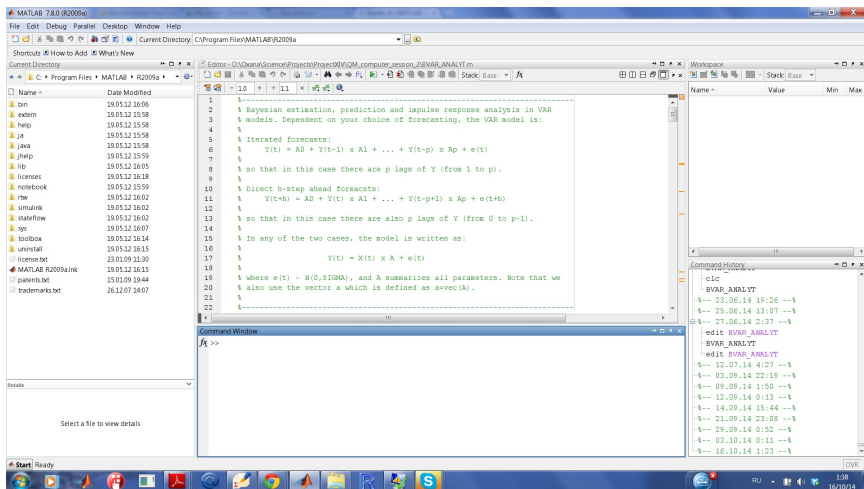 MATLAB 7.8.0 (R2009a)
File Edit Debug Parallel Desktop Window Help
Current Directory: C:\Program Files\MATLAB\R2009a
Shortcuts How to Add What's New
Current Directory
C: Program Files MATLAB R2009a
Name Date Modified
bin 19.05.12 16:06
extern 19.05.12 15:58
help 19.05.12 15:58
ja 19.05.12 15:58
java 19.05.12 15:58
jhelp 19.05.12 15:59
lib 19.05.12 16:05
licenses 19.05.12 16:18
notebook 19.05.12 15:59
rtw 19.05.12 16:02
simulink 19.05.12 16:02
stateflow 19.05.12 16:02
sys 19.05.12 16:07
toolbox 19.05.12 16:14
uninstall 19.05.12 16:15
license.txt 23.01.09 11:30
MATLAB R2009a.lnk 19.05.12 16:15
patents.txt 15.01.09 19:44
trademarks.txt 26.12.07 14:07
Details
Select a file to view details
Editor - D:\Oxana\Science\Projects\ProjectXIV\QM_computer_session_2\BVAR_ANALYT.m
Stack: Base
1.0 1.1
1 %--------------------------------------------------------------------------
2 % Bayesian estimation, prediction and impulse response analysis in VAR
3 % models. Dependent on your choice of forecasting, the VAR model is:
4 %
5 % Iterated forecasts:
6 % Y(t) = A0 + Y(t-1) x A1 + ... + Y(t-p) x Ap + e(t)
7 %
8 % so that in this case there are p lags of Y (from 1 to p).
9 %
10 % Direct h-step ahead foreacsts:
11 % Y(t+h) = A0 + Y(t) x A1 + ... + Y(t-p+1) x Ap + e(t+h)
12 %
13 % so that in this case there are also p lags of Y (from 0 to p-1).
14 %
15 % In any of the two cases, the model is written as:
16 %
17 % Y(t) = X(t) x A + e(t)
18 %
19 % where e(t) ~ N(0,SIGMA), and A summarizes all parameters. Note that we
20 % also use the vector a which is defined as a=vec(A).
21 %
22 %--------------------------------------------------------------------------
Command Window
fx >>
Workspace
Stack: Base
Name Value Min Max
Command History
BVAR_ANALYT
clc
BVAR_ANALYT
%-- 23.06.14 19:26 --%
%-- 25.06.14 13:07 --%
%-- 27.06.14 2:37 --%
edit BVAR_ANALYT
BVAR_ANALYT
edit BVAR_ANALYT
%-- 12.07.14 4:27 --%
%-- 03.09.14 22:19 --%
%-- 09.09.14 1:50 --%
%-- 12.09.14 0:13 --%
%-- 14.09.14 15:44 --%
%-- 21.09.14 23:08 --%
%-- 29.09.14 0:52 --%
%-- 03.10.14 0:11 --%
%-- 16.10.14 1:23 --%
Start Ready
OVR
RU
1:38
16/10/14